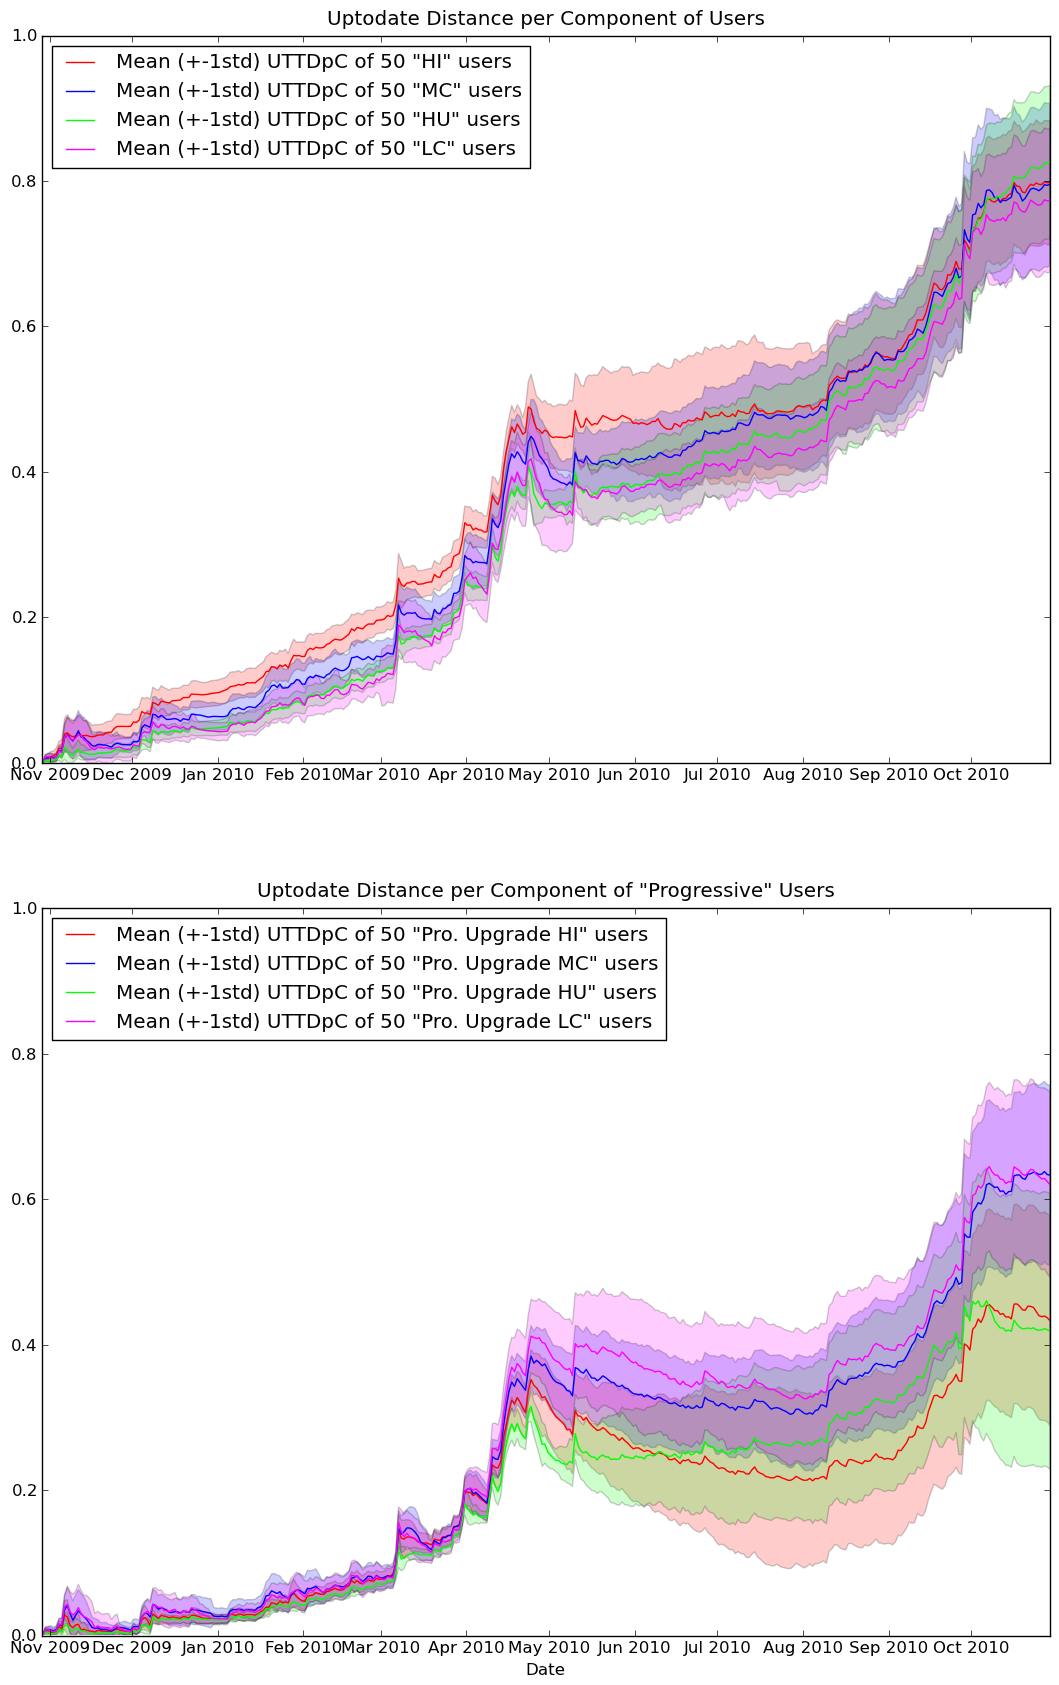 Uptodate Distance per Component of Users
1.0
Mean (+-1std) UTTDpC of 50 "HI" users
Mean (+-1std) UTTDpC of 50 "MC" users
Mean (+-1std) UTTDpC of 50 "HU" users
Mean (+-1std) UTTDpC of 50 "LC" users
0.8
0.6
0.4
0.2
0.0
Nov 2009 Dec 2009 Jan 2010 Feb 2010 Mar 2010 Apr 2010 May 2010 Jun 2010 Jul 2010 Aug 2010 Sep 2010 Oct 2010
Uptodate Distance per Component of "Progressive" Users
1.0
Mean (+-1std) UTTDpC of 50 "Pro. Upgrade HI" users
Mean (+-1std) UTTDpC of 50 "Pro. Upgrade MC" users
Mean (+-1std) UTTDpC of 50 "Pro. Upgrade HU" users
Mean (+-1std) UTTDpC of 50 "Pro. Upgrade LC" users
0.8
0.6
0.4
0.2
0.0
Nov 2009 Dec 2009 Jan 2010 Feb 2010 Mar 2010 Apr 2010 May 2010 Jun 2010 Jul 2010 Aug 2010 Sep 2010 Oct 2010
Date